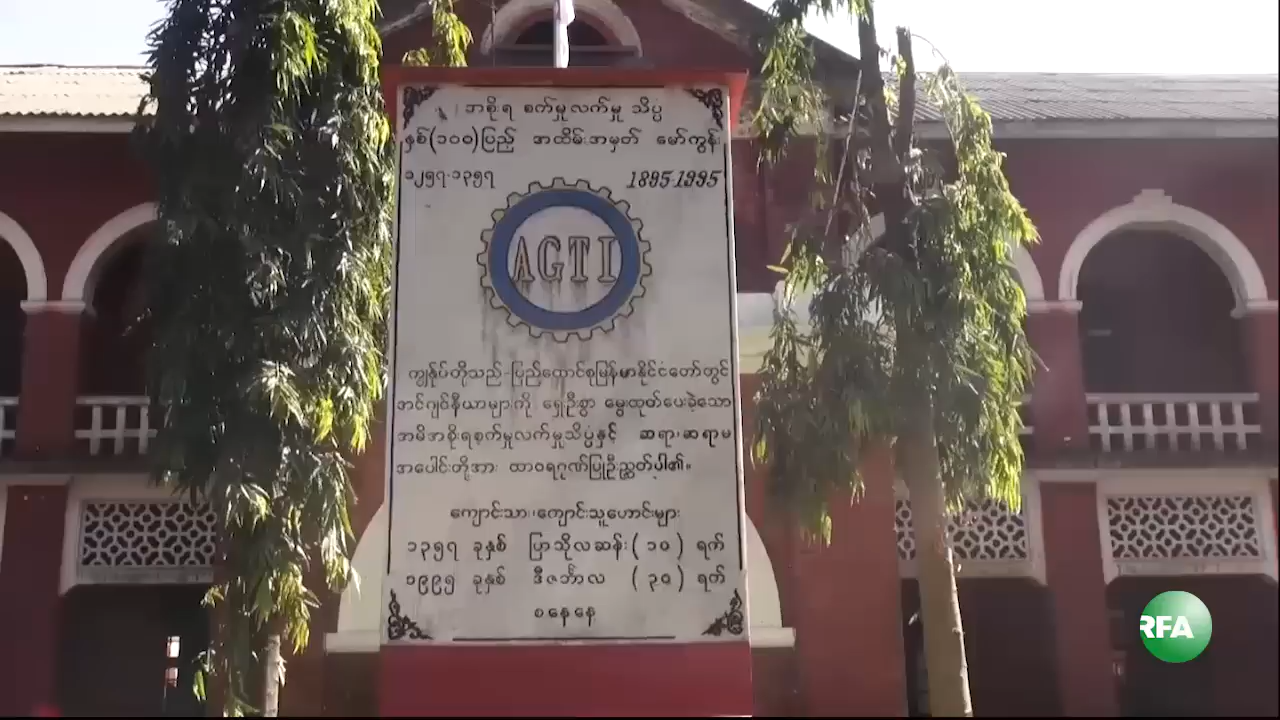 အစိုးရ စက်မှုလက်မှု သိပ္ပ
နှစ်(၁၀၀)ပြည့် အထိမ်းအမှတ် မော်ကွန်း
၁၂၅၇-၁၃၅၇ 1895-1995
AGTI
ကျွန်ုပ်တို့သည်-ပြည်ထောင်စုမြန်မာနိုင်ငံတော်တွင်
အင်ဂျင်နီယာများကို ရှေးဦးစွာ မွေးထုတ်ပေးခဲ့သော
အမိအစိုးရစက်မှုလက်မှုသိပ္ပံနှင့် ဆရာ၊ဆရာမ
အပေါင်းတို့အား ထာဝရဂုဏ်ပြုဦးညွှတ်ပါ၏။
ကျောင်းသား၊ကျောင်းသူဟောင်းများ
၁၃၅၇ ခုနှစ် ပြာသိုလဆန်း (၁၀) ရက်
၁၉၉၅ ခုနှစ် ဒီဇင်ဘာလ (၃၀) ရက်
စနေနေ့
RFA